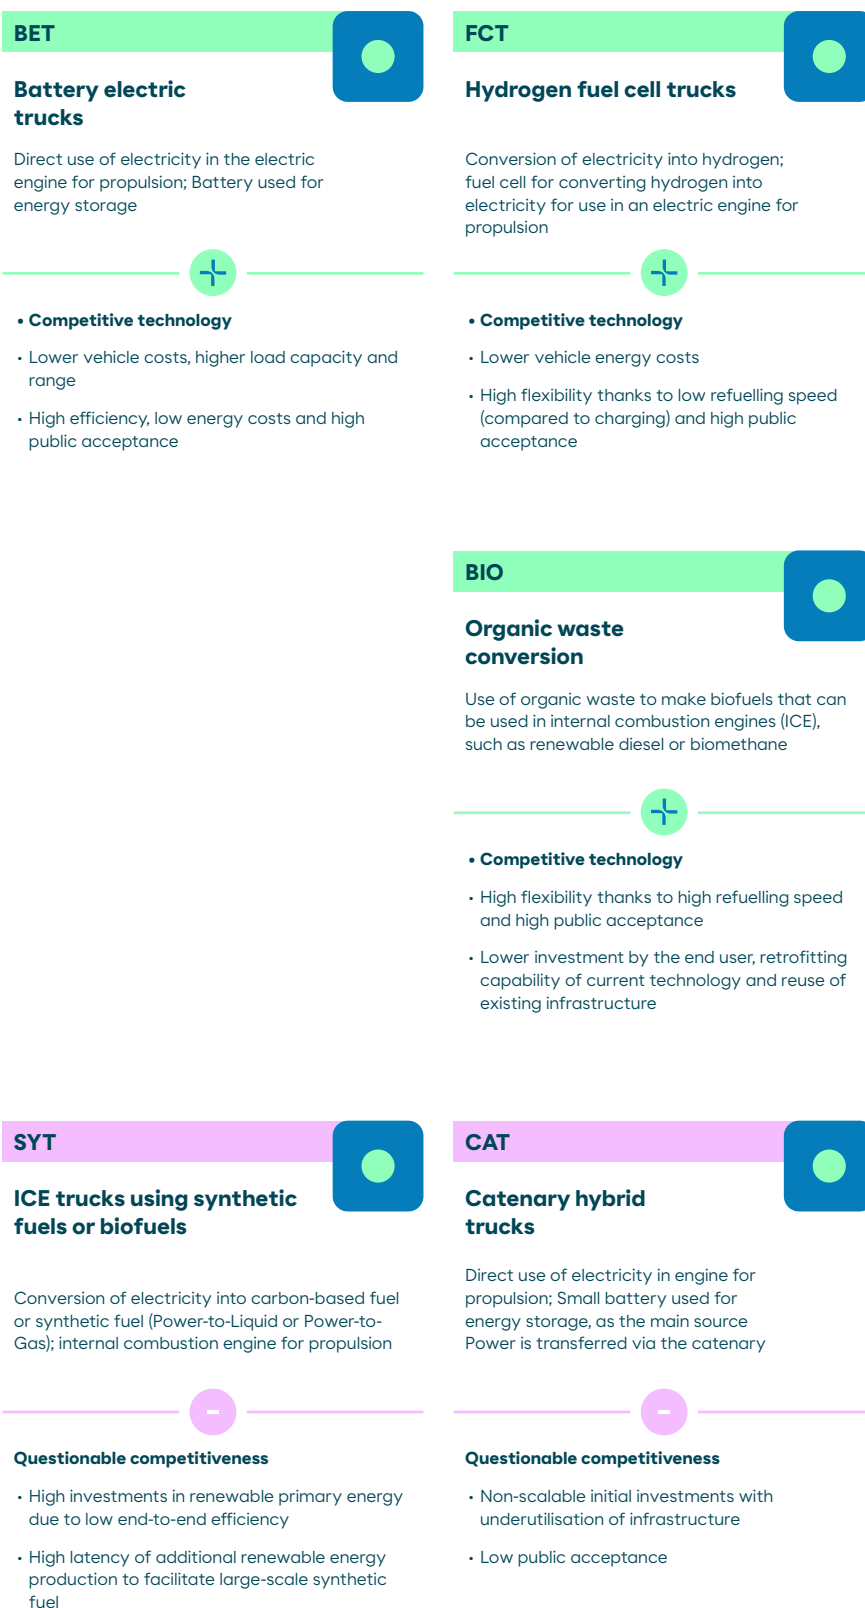 BET
Battery electric
trucks
Direct use of electricity in the electric
engine for propulsion; Battery used for
energy storage
• Competitive technology
• Lower vehicle costs, higher load capacity and
range
• High efficiency, low energy costs and high
public acceptance
FCT
Hydrogen fuel cell trucks
Conversion of electricity into hydrogen;
fuel cell for converting hydrogen into
electricity for use in an electric engine for
propulsion
• Competitive technology
• Lower vehicle energy costs
• High flexibility thanks to low refuelling speed
(compared to charging) and high public
acceptance
BIO
Organic waste
conversion
Use of organic waste to make biofuels that can
be used in internal combustion engines (ICE),
such as renewable diesel or biomethane
• Competitive technology
• High flexibility thanks to high refuelling speed
and high public acceptance
• Lower investment by the end user, retrofitting
capability of current technology and reuse of
existing infrastructure
SYT
ICE trucks using synthetic
fuels or biofuels
Conversion of electricity into carbon-based fuel
or synthetic fuel (Power-to-Liquid or Power-to-
Gas); internal combustion engine for propulsion
Questionable competitiveness
• High investments in renewable primary energy
due to low end-to-end efficiency
• High latency of additional renewable energy
production to facilitate large-scale synthetic
fuel
CAT
Catenary hybrid
trucks
Direct use of electricity in engine for
propulsion; Small battery used for
energy storage, as the main source
Power is transferred via the catenary
Questionable competitiveness
• Non-scalable initial investments with
underutilisation of infrastructure
• Low public acceptance